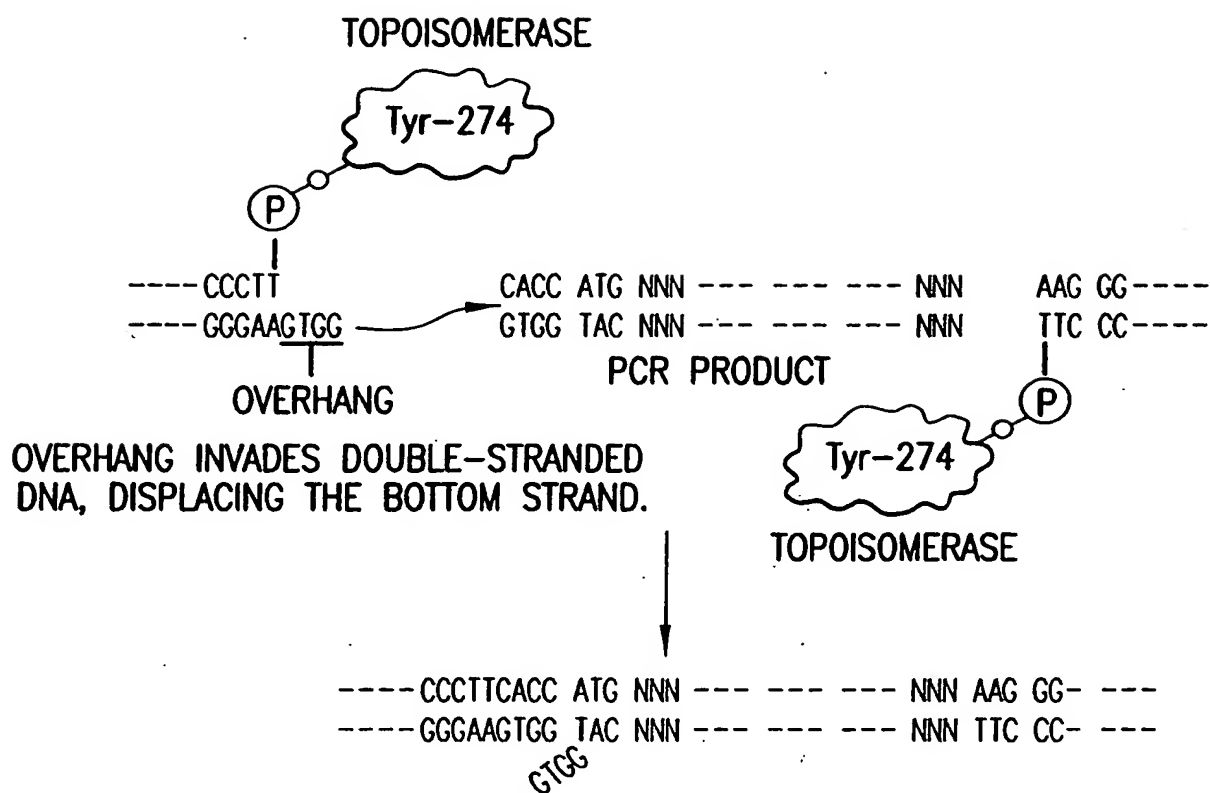 TOPOISOMERASE
Tyr-274
P
----CCCTT
----GGGAAGTGG
OVERHANG
CACC ATG NNN --- --- --- --- NNN
GTGG TAC NNN --- --- --- --- NNN
PCR PRODUCT
AAG GG----
TTC CC----
P
Tyr-274
TOPOISOMERASE
OVERHANG INVADES DOUBLE-STRANDED
DNA, DISPLACING THE BOTTOM STRAND.
----CCCTTCACC ATG NNN --- --- --- --- NNN AAG GG- ---
----GGGAAGTGG TAC NNN --- --- --- --- NNN TTC CC- ---
GTGG